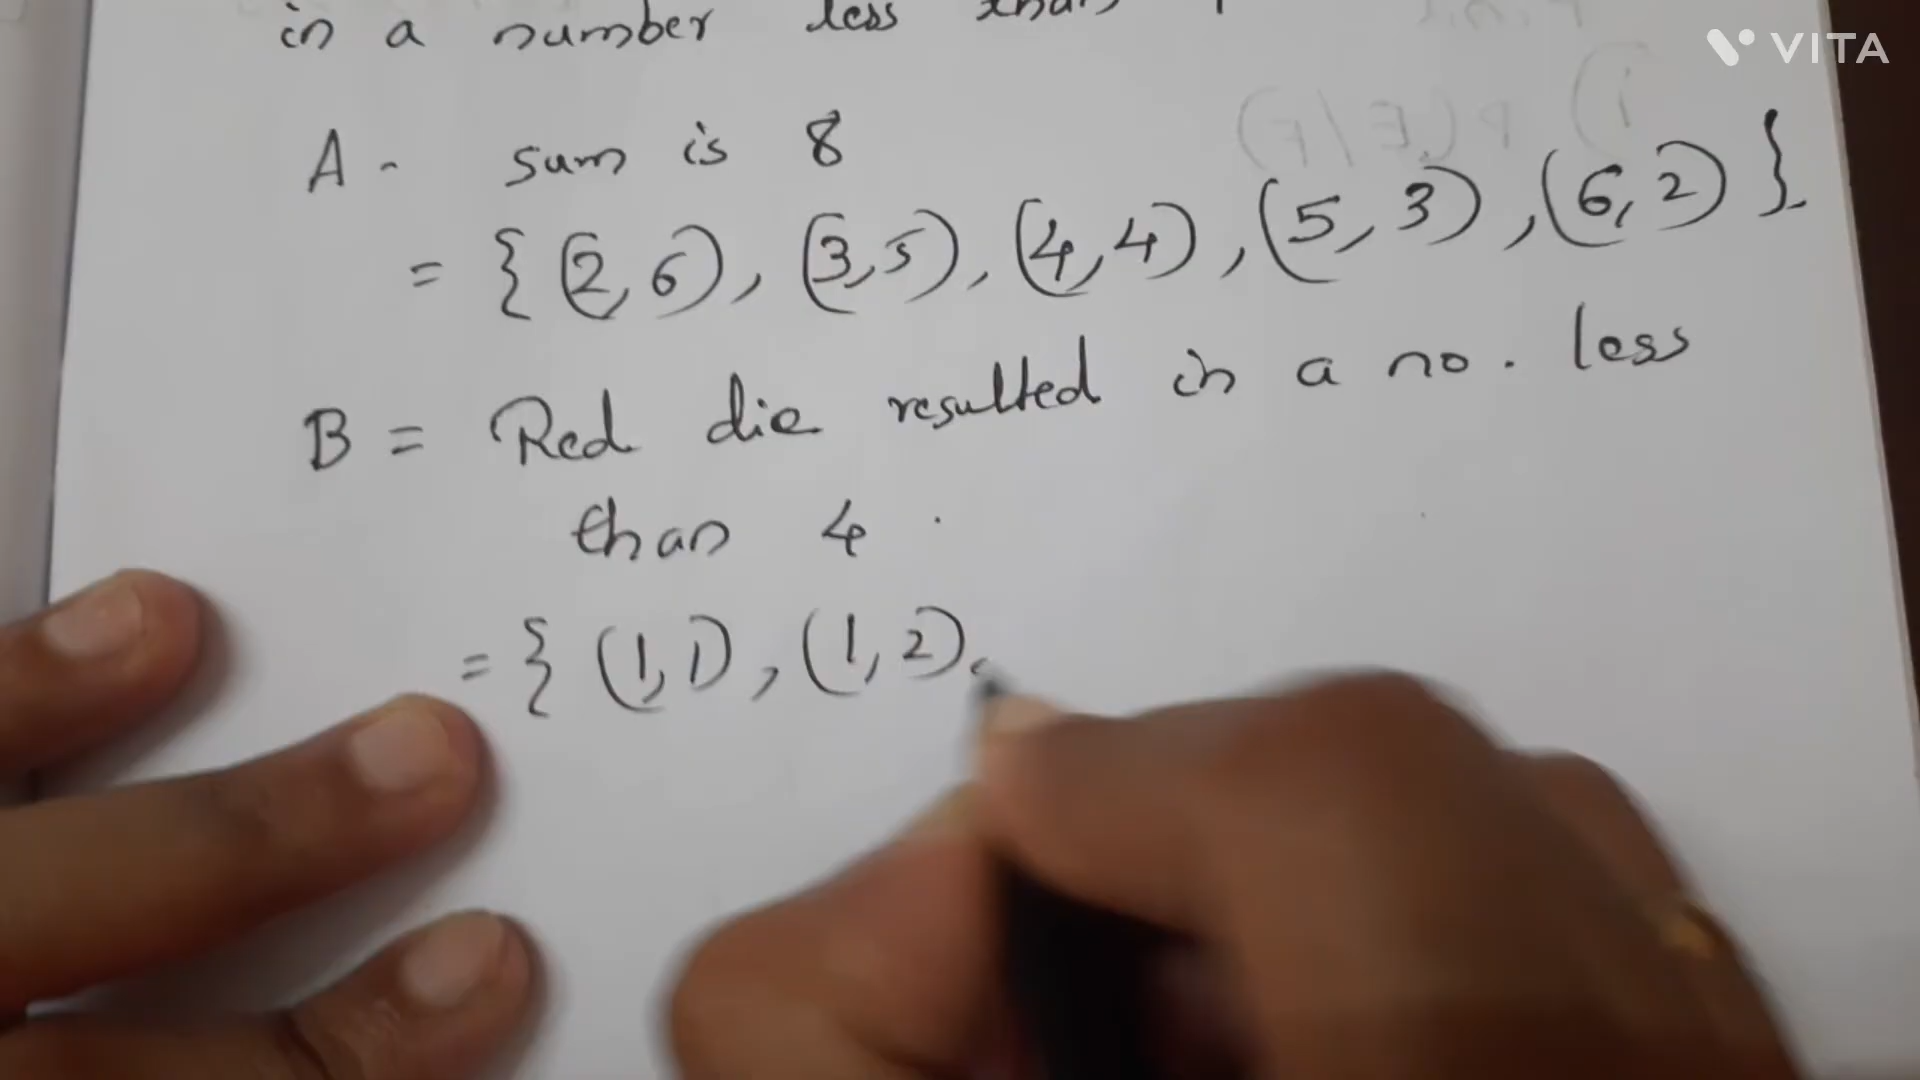 in a number less than
VITA
A - sum is 8
= { (2,6), (3,5), (4,4), (5,3), (6,2) }.
B = Red die resulted in a no. less
than 4.
= { (1,1), (1,2),